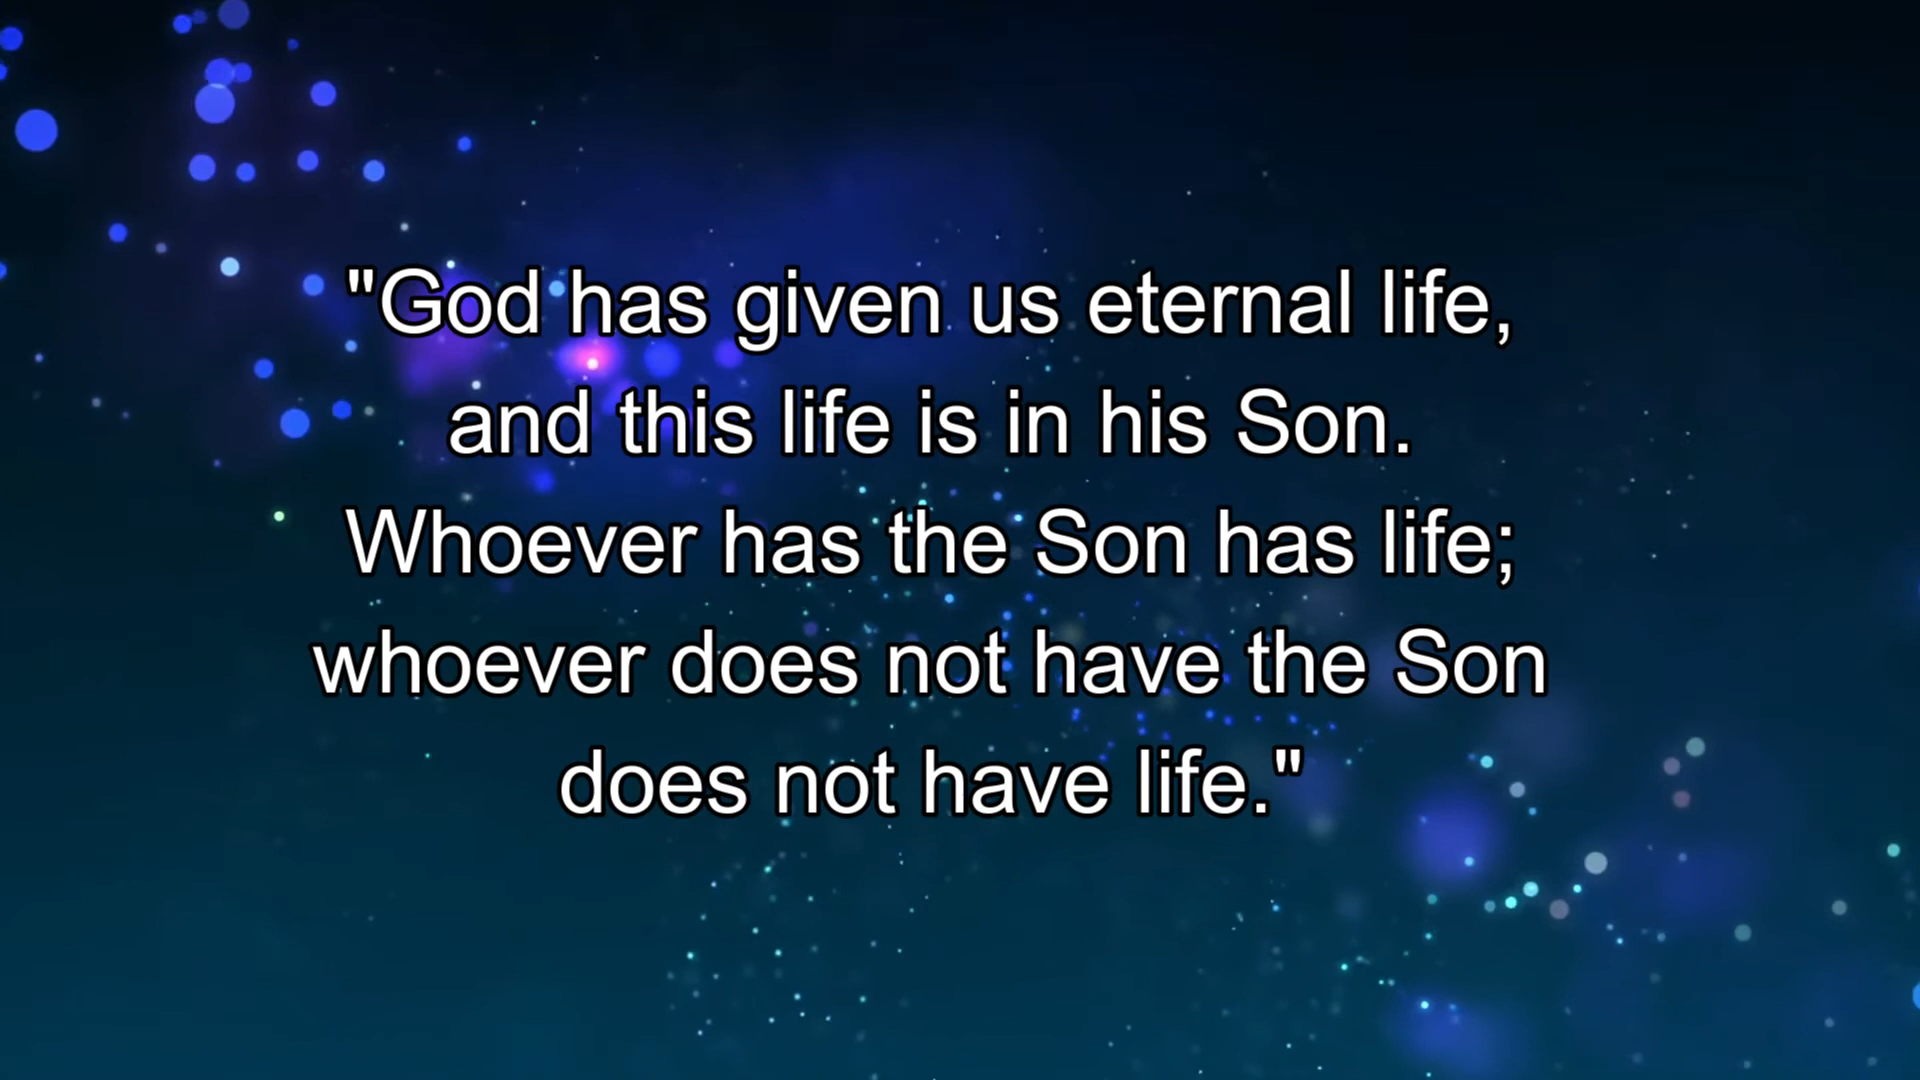 "God has given us eternal life,
and this life is in his Son.
Whoever has the Son has life;
whoever does not have the Son
does not have life."